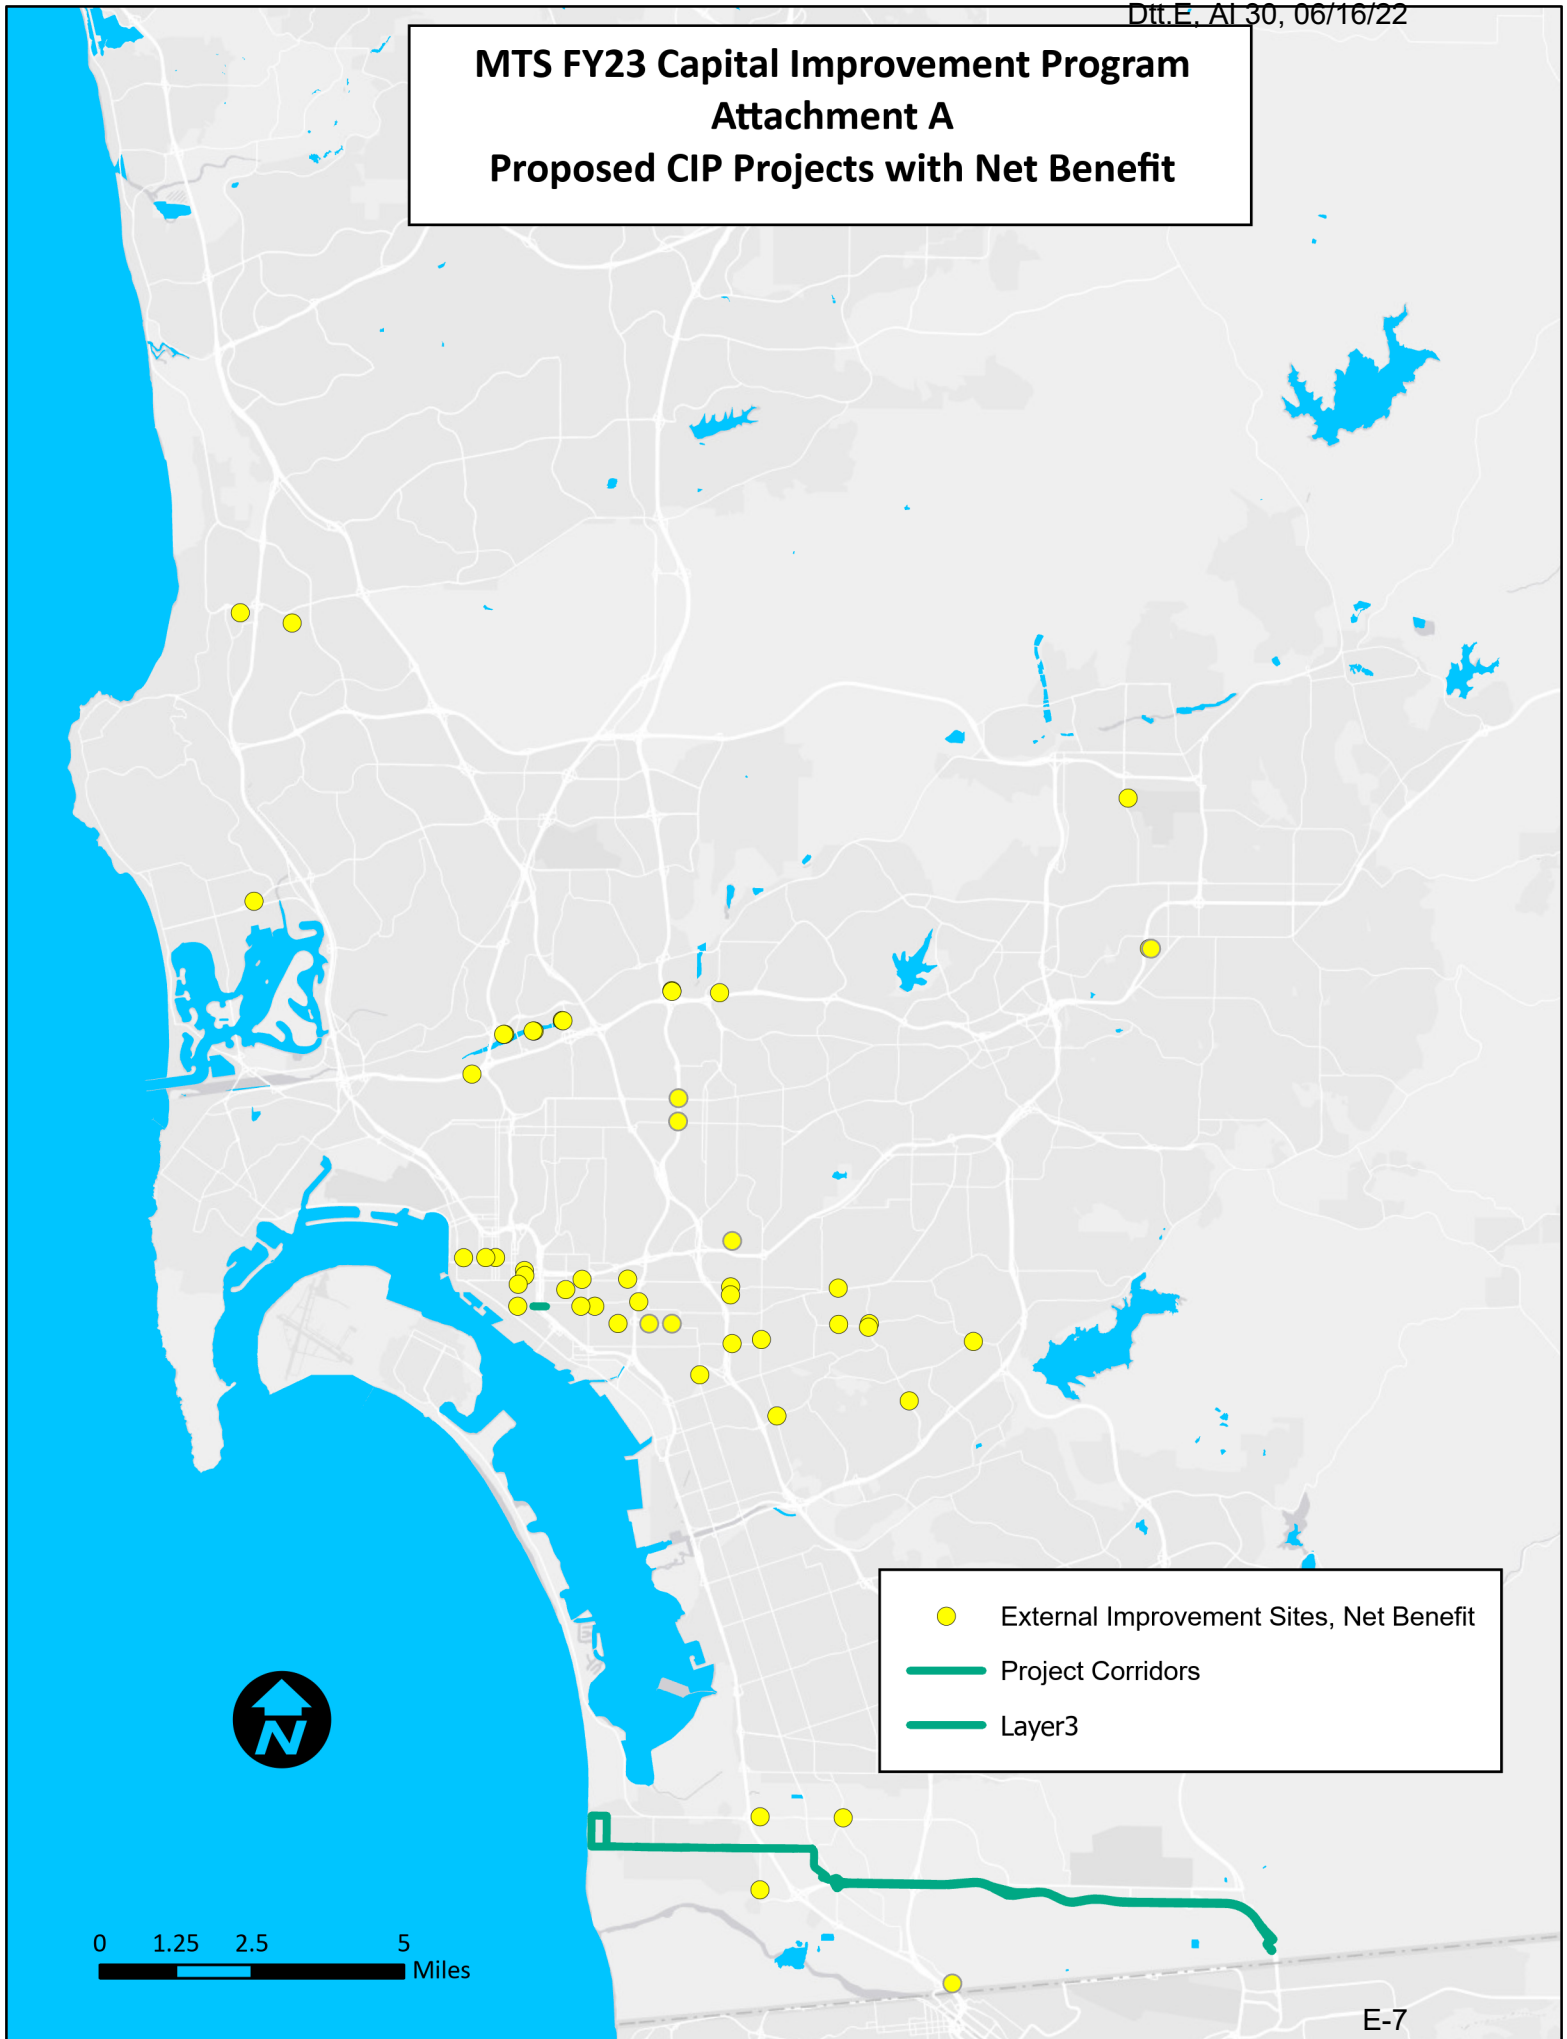 Dtt.E, AI 30, 06/16/22
MTS FY23 Capital Improvement Program
Attachment A
Proposed CIP Projects with Net Benefit
External Improvement Sites, Net Benefit
Project Corridors
Layer3
N
0 1.25 2.5 5
Miles
E-7